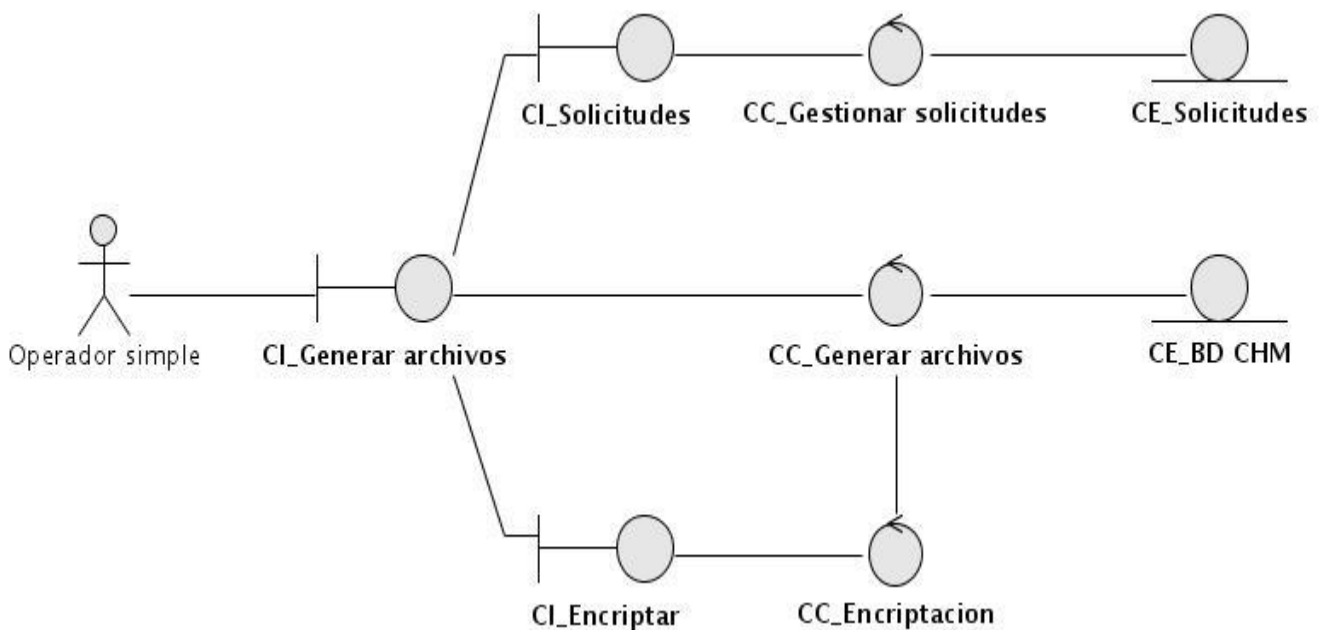 CI_Solicitudes
CC_Gestionar solicitudes
CE_Solicitudes
Operador simple
CI_Generar archivos
CC_Generar archivos
CE_BD CHM
CI_Encriptar
CC_Encriptacion